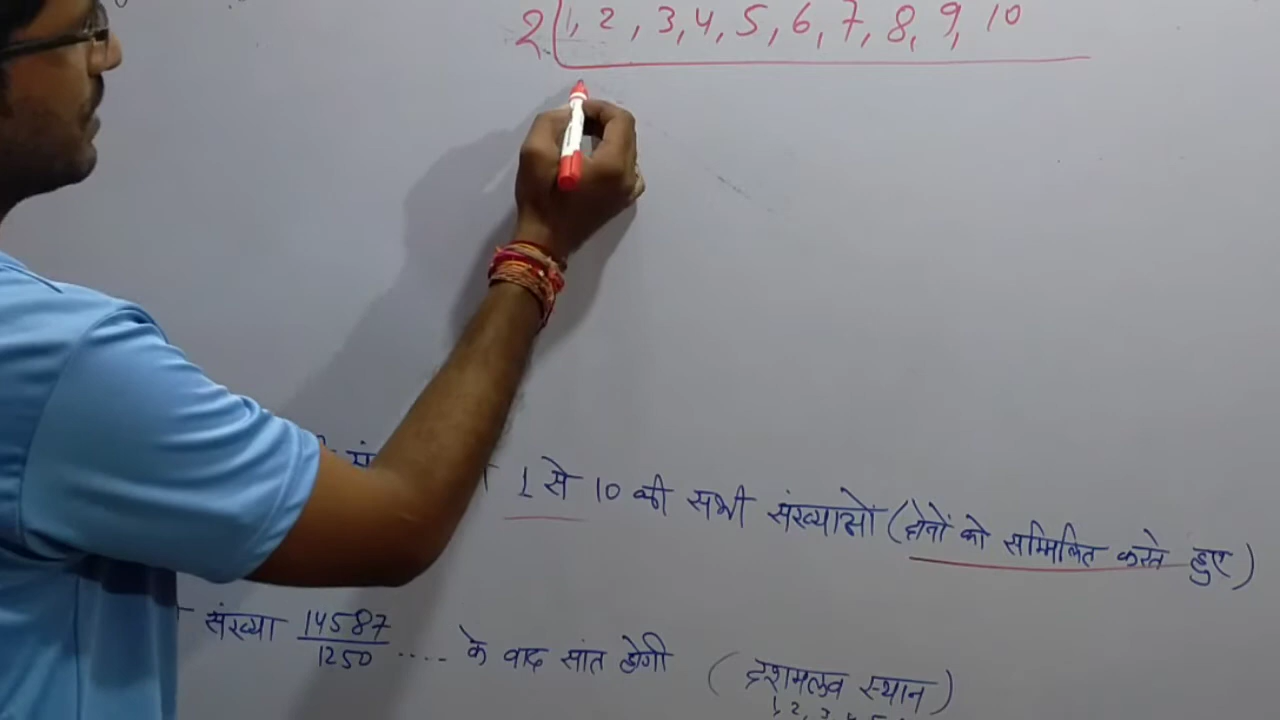 2 1, 2, 3, 4, 5, 6, 7, 8, 9, 10
1 से 10 की सभी संख्याओं (दोनों को सम्मिलित करते हुए)
संख्या 14587/1250 .... के बाद सांत होगी (दशमलव स्थान)